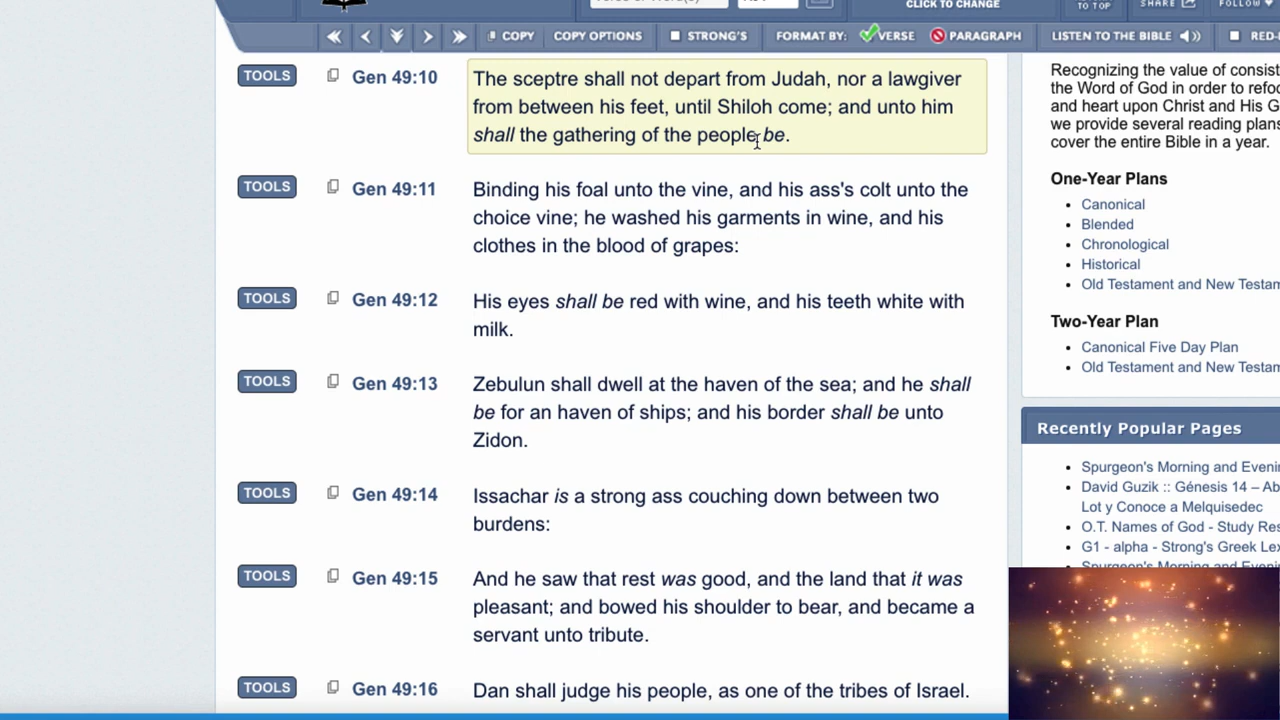 CLICK TO CHANGE
TO TOP
SHARE
FOLLOW
COPY
COPY OPTIONS
STRONG'S
FORMAT BY:
VERSE
PARAGRAPH
LISTEN TO THE BIBLE
TOOLS
Gen 49:10
The sceptre shall not depart from Judah, nor a lawgiver
from between his feet, until Shiloh come; and unto him
shall the gathering of the people be.
TOOLS
Gen 49:11
Binding his foal unto the vine, and his ass's colt unto the
choice vine; he washed his garments in wine, and his
clothes in the blood of grapes:
TOOLS
Gen 49:12
His eyes shall be red with wine, and his teeth white with
milk.
TOOLS
Gen 49:13
Zebulun shall dwell at the haven of the sea; and he shall
be for an haven of ships; and his border shall be unto
Zidon.
TOOLS
Gen 49:14
Issachar is a strong ass couching down between two
burdens:
TOOLS
Gen 49:15
And he saw that rest was good, and the land that it was
pleasant; and bowed his shoulder to bear, and became a
servant unto tribute.
TOOLS
Gen 49:16
Dan shall judge his people, as one of the tribes of Israel.
Recognizing the value of consist
the Word of God in order to refoc
and heart upon Christ and His G
we provide several reading plans
cover the entire Bible in a year.
One-Year Plans
Canonical
Blended
Chronological
Historical
Old Testament and New Testam
Two-Year Plan
Canonical Five Day Plan
Old Testament and New Testam
Recently Popular Pages
Spurgeon's Morning and Eveni
David Guzik :: Génesis 14 – Ab
Lot y Conoce a Melquisedec
O.T. Names of God - Study Res
G1 - alpha - Strong's Greek Lex